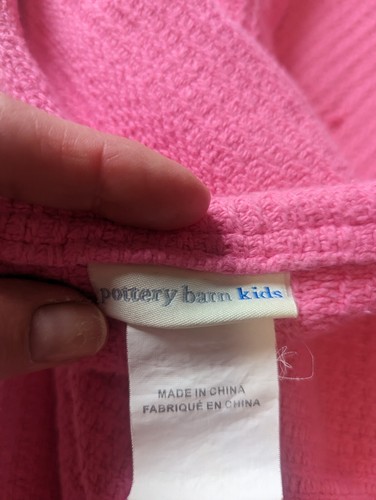 pottery barn kids
MADE IN CHINA
FABRIQUÉ EN CHINA